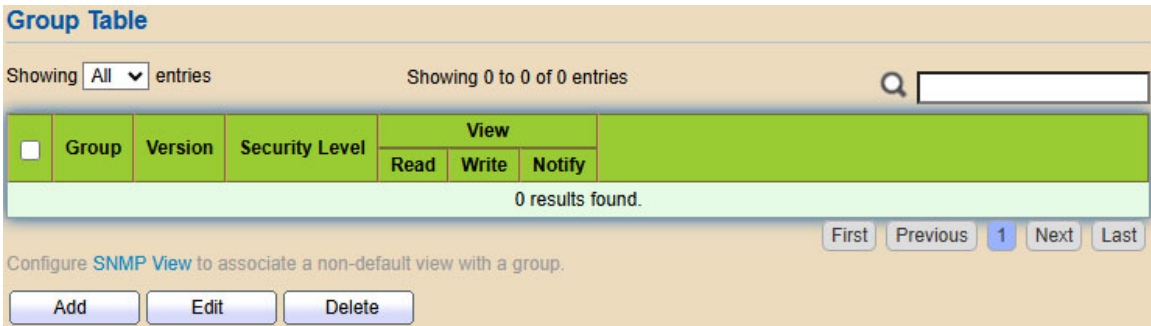 Group Table
Showing All entries Showing 0 to 0 of 0 entries
Group Version Security Level View
Read Write Notify
0 results found.
First Previous 1 Next Last
Configure SNMP View to associate a non-default view with a group.
Add Edit Delete